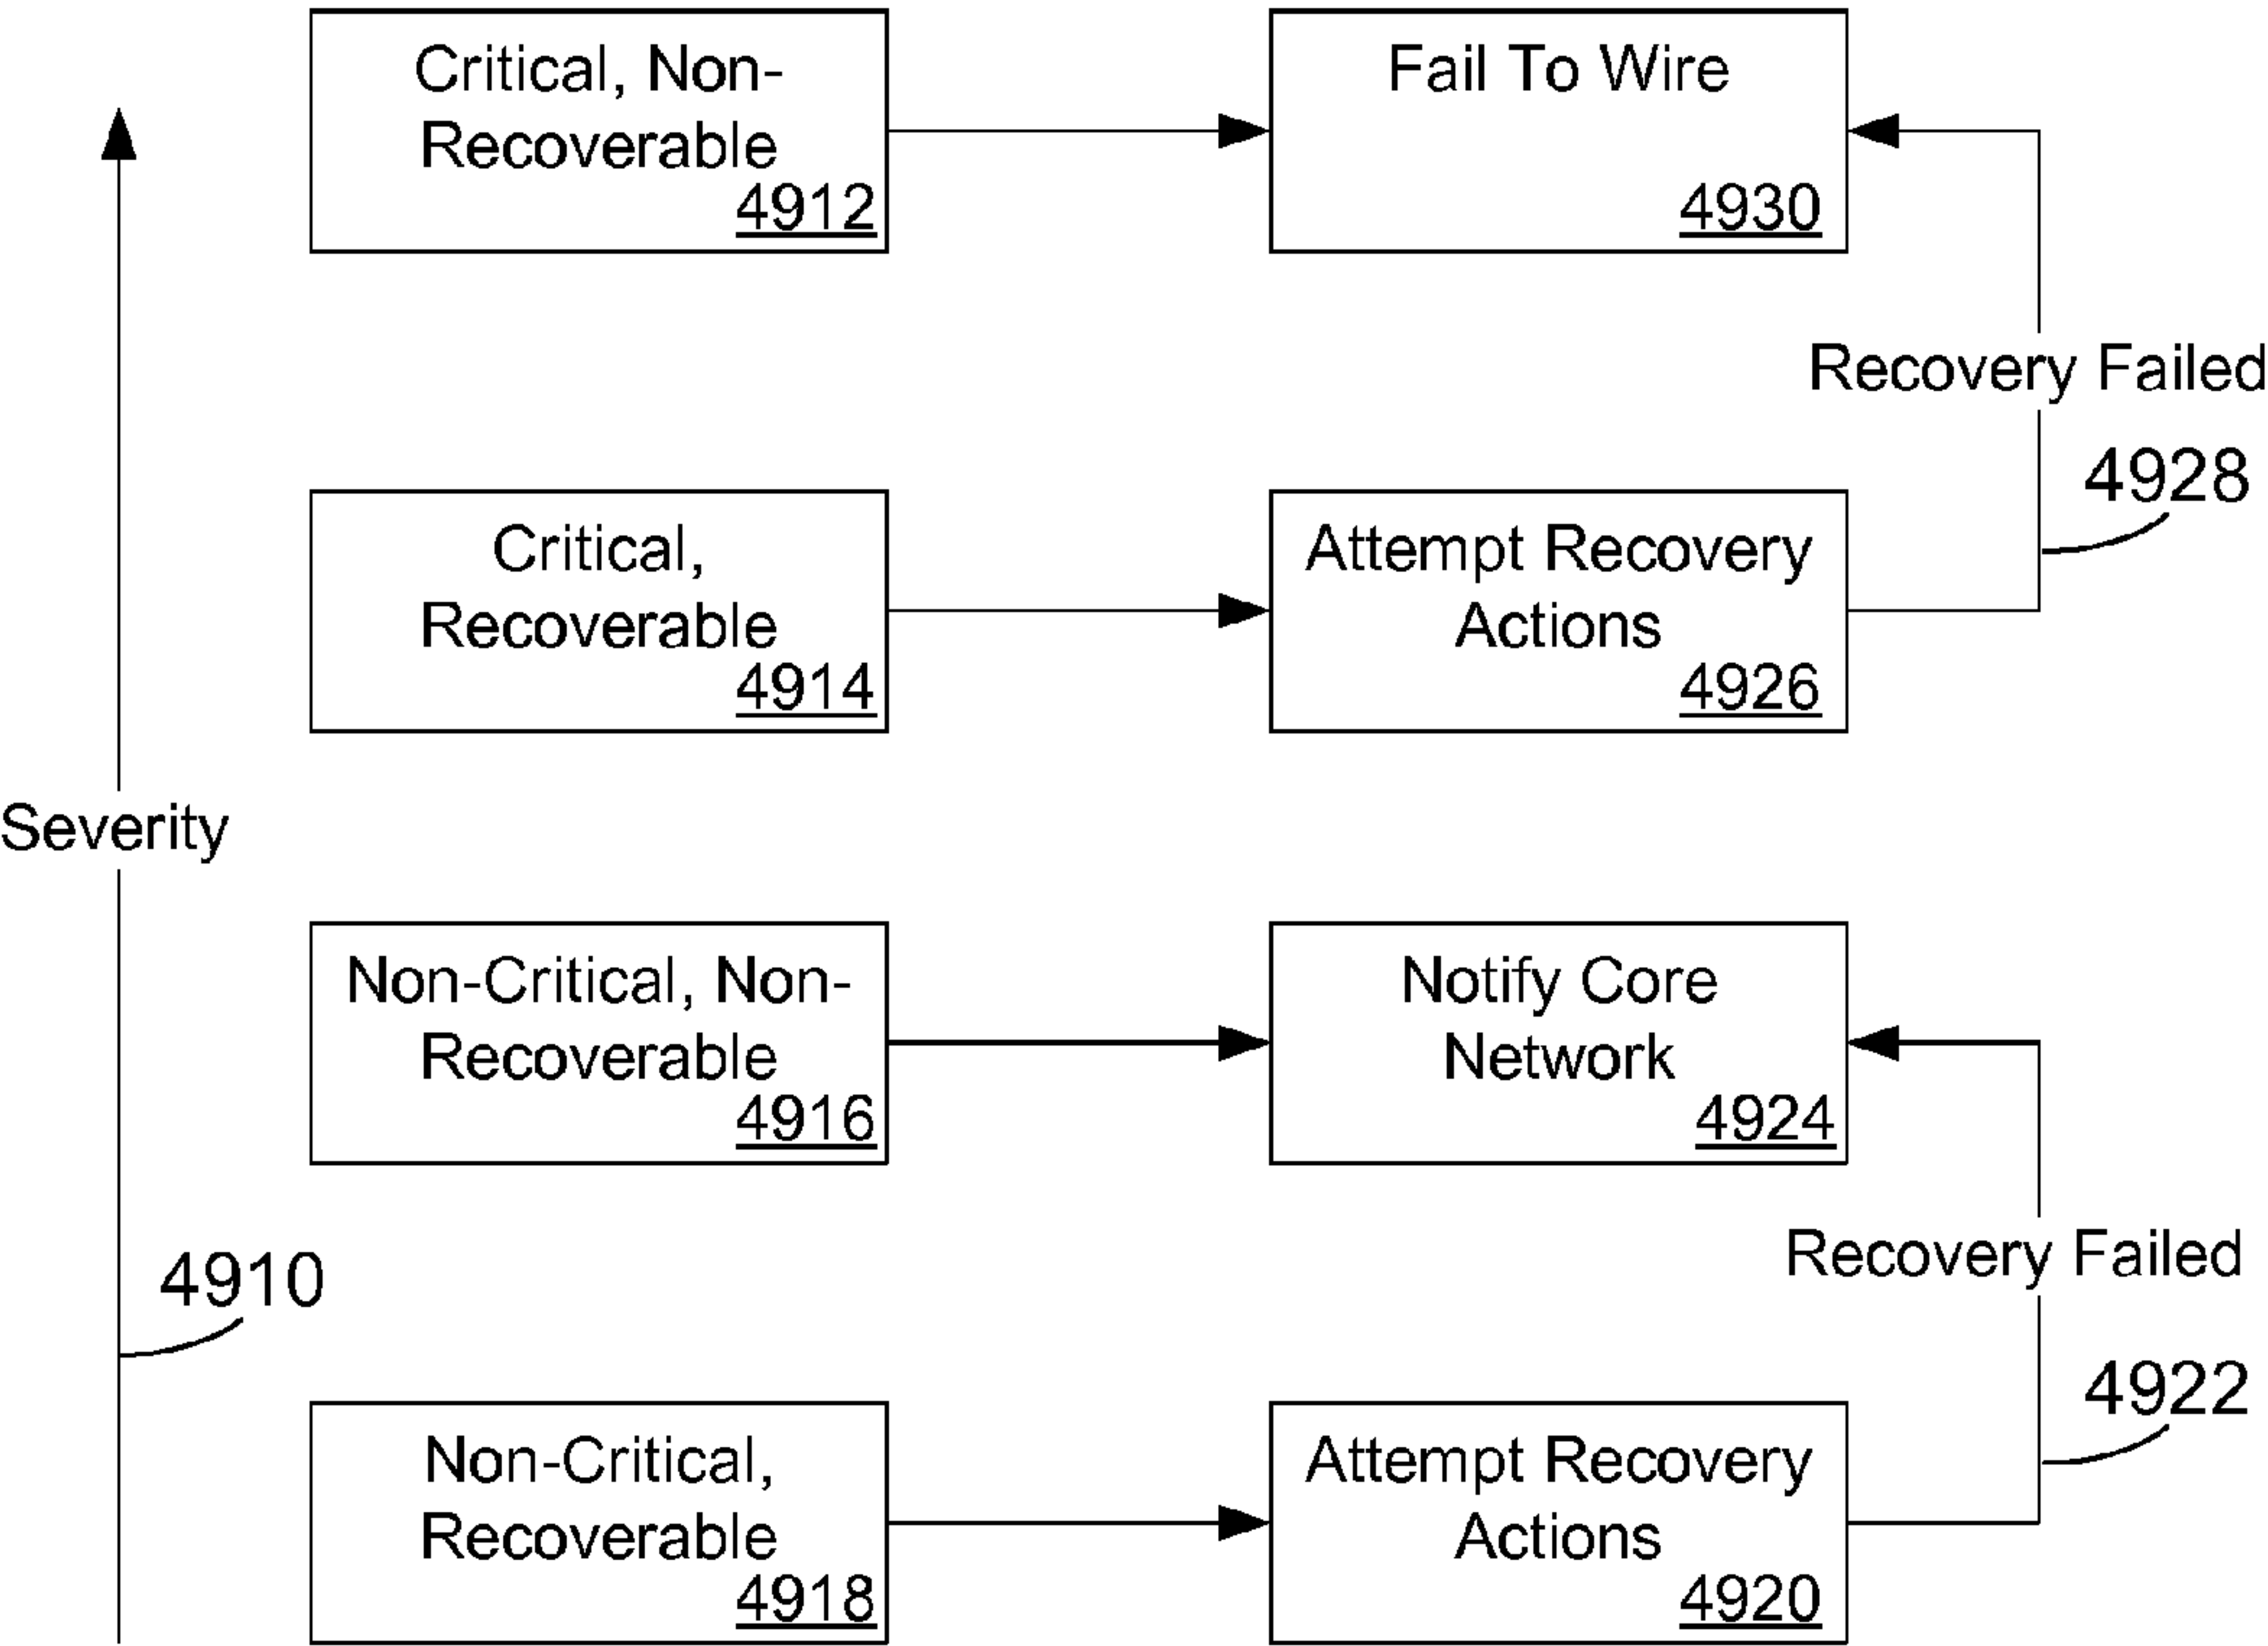 Critical, Non-
Recoverable
4912
Fail To Wire
4930
Recovery Failed
4928
Critical,
Recoverable
4914
Attempt Recovery
Actions
4926
Severity
Non-Critical, Non-
Recoverable
4916
Notify Core
Network
4924
4910
Recovery Failed
4922
Non-Critical,
Recoverable
4918
Attempt Recovery
Actions
4920